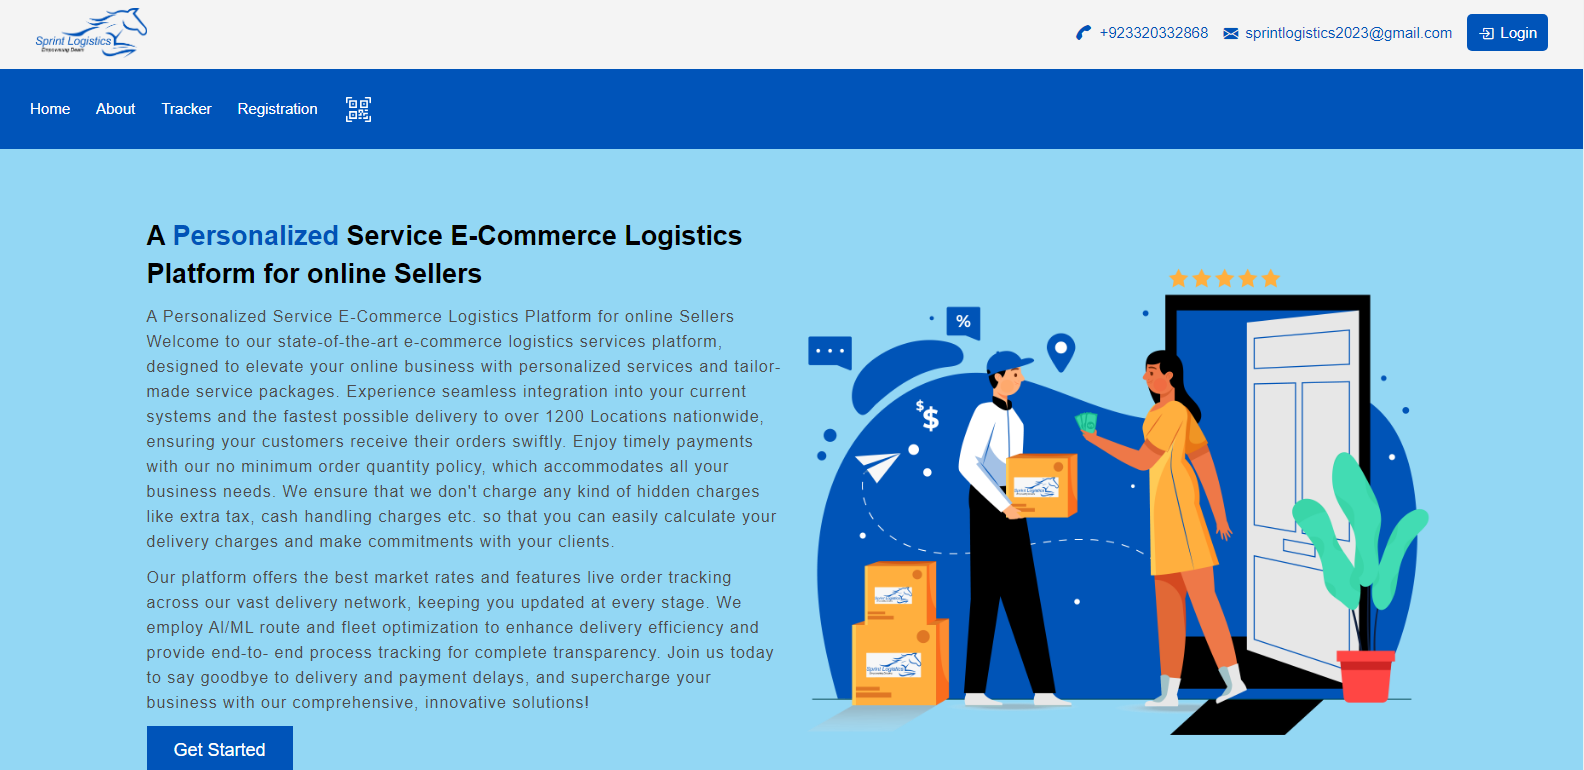 Sprint Logistics
+923320332868
sprintlogistics2023@gmail.com
Login
Home
About
Tracker
Registration
A Personalized Service E-Commerce Logistics
Platform for online Sellers
A Personalized Service E-Commerce Logistics Platform for online Sellers
Welcome to our state-of-the-art e-commerce logistics services platform,
designed to elevate your online business with personalized services and tailor-
made service packages. Experience seamless integration into your current
systems and the fastest possible delivery to over 1200 Locations nationwide,
ensuring your customers receive their orders swiftly. Enjoy timely payments
with our no minimum order quantity policy, which accommodates all your
business needs. We ensure that we don't charge any kind of hidden charges
like extra tax, cash handling charges etc. so that you can easily calculate your
delivery charges and make commitments with your clients.
Our platform offers the best market rates and features live order tracking
across our vast delivery network, keeping you updated at every stage. We
employ AI/ML route and fleet optimization to enhance delivery efficiency and
provide end-to- end process tracking for complete transparency. Join us today
to say goodbye to delivery and payment delays, and supercharge your
business with our comprehensive, innovative solutions!
Get Started
%
$
$
Sprint Logistics
Sprint Logistics